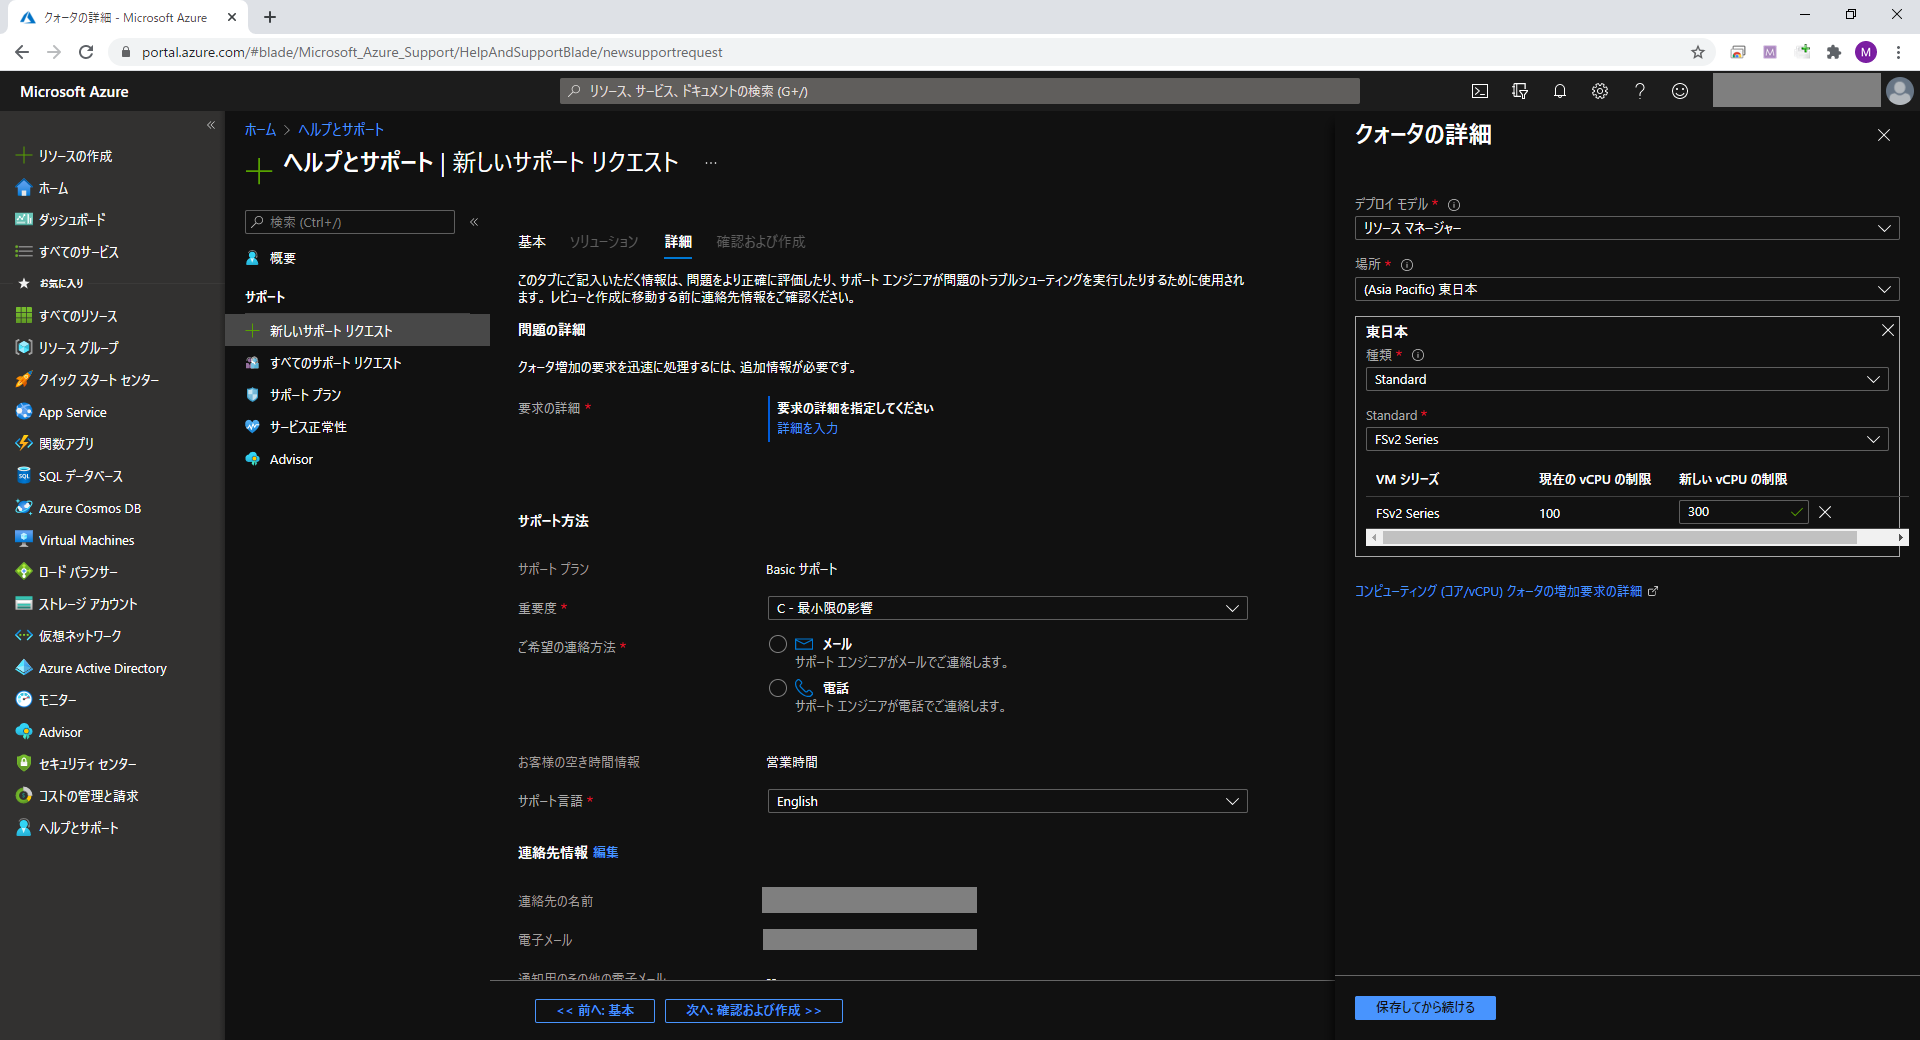 クォータの詳細 - Microsoft Azure
portal.azure.com/#blade/Microsoft_Azure_Support/HelpAndSupportBlade/newsupportrequest
M
M
Microsoft Azure
リソース、サービス、ドキュメントの検索 (G+/)
リソースの作成
ホーム
ダッシュボード
すべてのサービス
お気に入り
すべてのリソース
リソース グループ
クイック スタート センター
App Service
関数アプリ
SQL データベース
Azure Cosmos DB
Virtual Machines
ロード バランサー
ストレージ アカウント
仮想ネットワーク
Azure Active Directory
モニター
Advisor
セキュリティ センター
コストの管理と請求
ヘルプとサポート
ホーム > ヘルプとサポート
ヘルプとサポート | 新しいサポート リクエスト ...
検索 (Ctrl+/)
概要
サポート
新しいサポート リクエスト
すべてのサポート リクエスト
サポート プラン
サービス正常性
Advisor
基本 ソリューション 詳細 確認および作成
このタブにご記入いただく情報は、問題をより正確に評価したり、サポート エンジニアが問題のトラブルシューティングを実行したりするために使用され
ます。レビューと作成に移動する前に連絡先情報をご確認ください。
問題の詳細
クォータ増加の要求を迅速に処理するには、追加情報が必要です。
要求の詳細 *
要求の詳細を指定してください
詳細を入力
サポート方法
サポート プラン Basic サポート
重要度 * C - 最小限の影響
ご希望の連絡方法 * メール
サポート エンジニアがメールでご連絡します。
電話
サポート エンジニアが電話でご連絡します。
お客様の空き時間情報 営業時間
サポート言語 * English
連絡先情報 編集
連絡先の名前
電子メール
通知用のその他の電子メール --
<< 前へ: 基本 次へ: 確認および作成 >>
クォータの詳細
デプロイ モデル *
リソース マネージャー
場所 *
(Asia Pacific) 東日本
東日本
種類 *
Standard
Standard *
FSv2 Series
VM シリーズ 現在の vCPU の制限 新しい vCPU の制限
FSv2 Series 100 300
コンピューティング (コア/vCPU) クォータの増加要求の詳細
保存してから続ける